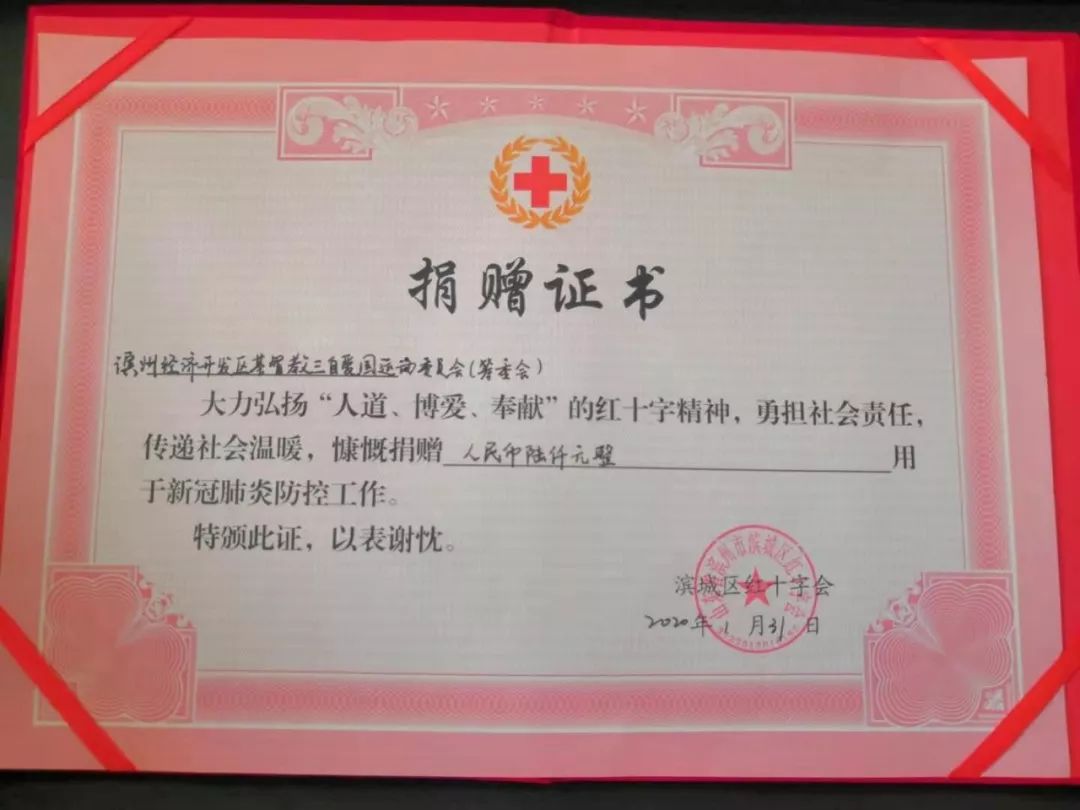 捐赠证书
滨州经济开发区基督教三自爱国运动委员会(筹委会)
大力弘扬“人道、博爱、奉献”的红十字精神,勇担社会责任,
传递社会温暖,慷慨捐赠 人民币陆仟元整 用
于新冠肺炎防控工作。
特颁此证,以表谢忱。
滨城区红十字会
2020年1月31日